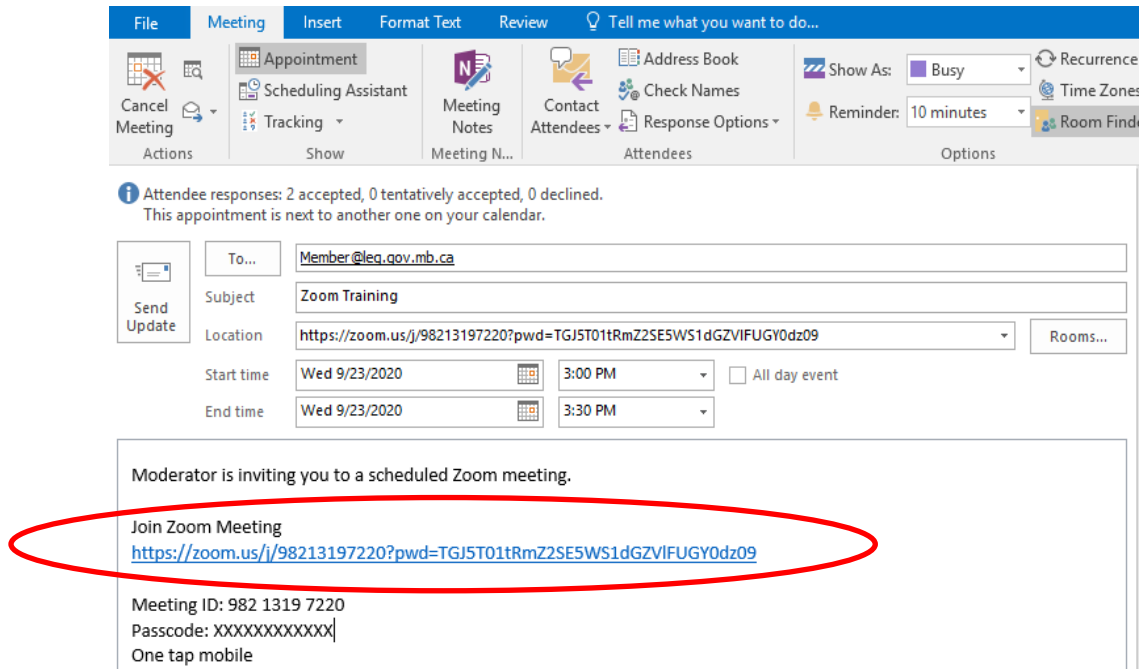 File Meeting Insert Format Text Review Tell me what you want to do...
Appointment Address Book Show As: Busy Recurrence
Scheduling Assistant Check Names Time Zones
Cancel Meeting Tracking Meeting Notes Contact Attendees Response Options Reminder: 10 minutes Room Finde
Actions Show Meeting N... Attendees Options
Attendee responses: 2 accepted, 0 tentatively accepted, 0 declined.
This appointment is next to another one on your calendar.
To... Member@leg.gov.mb.ca
Send Update
Subject Zoom Training
Location https://zoom.us/j/98213197220?pwd=TGJ5T01tRmZ2SE5WS1dGZVlFUGY0dz09 Rooms...
Start time Wed 9/23/2020 3:00 PM All day event
End time Wed 9/23/2020 3:30 PM
Moderator is inviting you to a scheduled Zoom meeting.
Join Zoom Meeting
https://zoom.us/j/98213197220?pwd=TGJ5T01tRmZ2SE5WS1dGZVlFUGY0dz09
Meeting ID: 982 1319 7220
Passcode: XXXXXXXXXXXX
One tap mobile